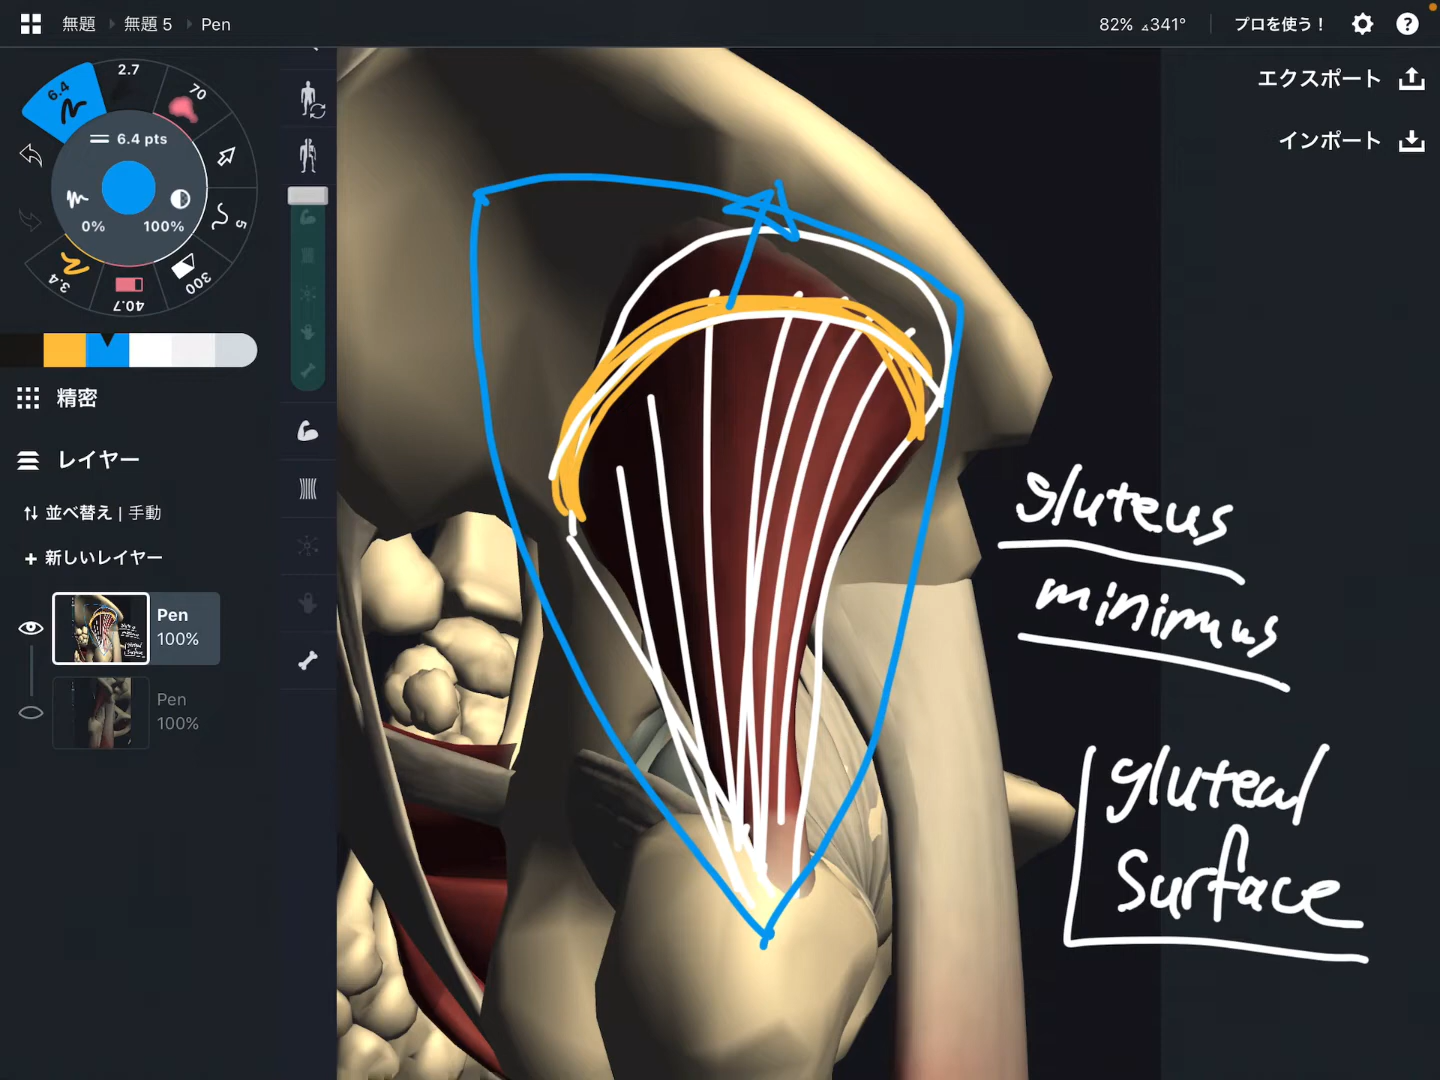 無題 無題 5 Pen
82% ⊿341°
プロを使う！
エクスポート
インポート
2.7
6.4
70
6.4 pts
0%
100%
5
300
40.7
3.4
精密
レイヤー
並べ替え | 手動
+ 新しいレイヤー
Pen
100%
Pen
100%
gluteus
minimus
gluteal
Surface